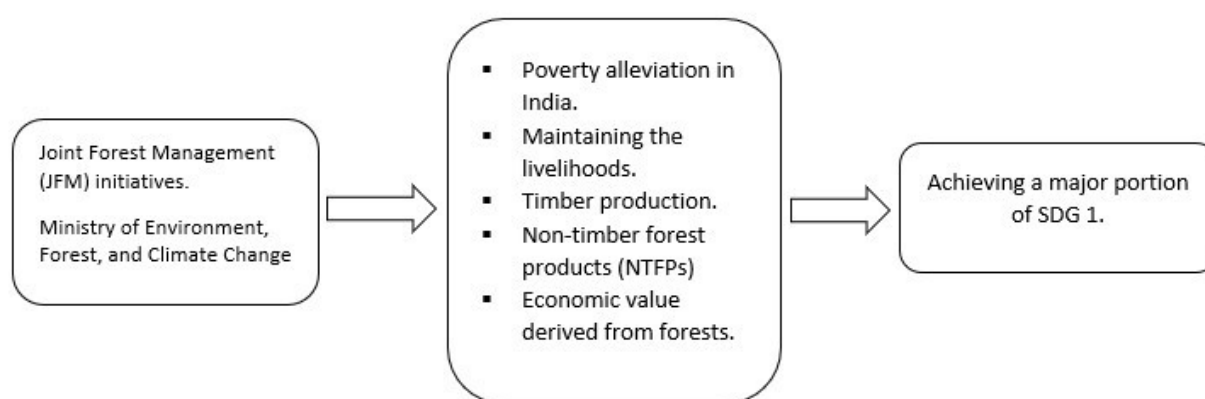 Joint Forest Management
(JFM) initiatives.
Ministry of Environment,
Forest, and Climate Change
▪ Poverty alleviation in
India.
▪ Maintaining the
livelihoods.
▪ Timber production.
▪ Non-timber forest
products (NTFPs)
▪ Economic value
derived from forests.
Achieving a major portion
of SDG 1.